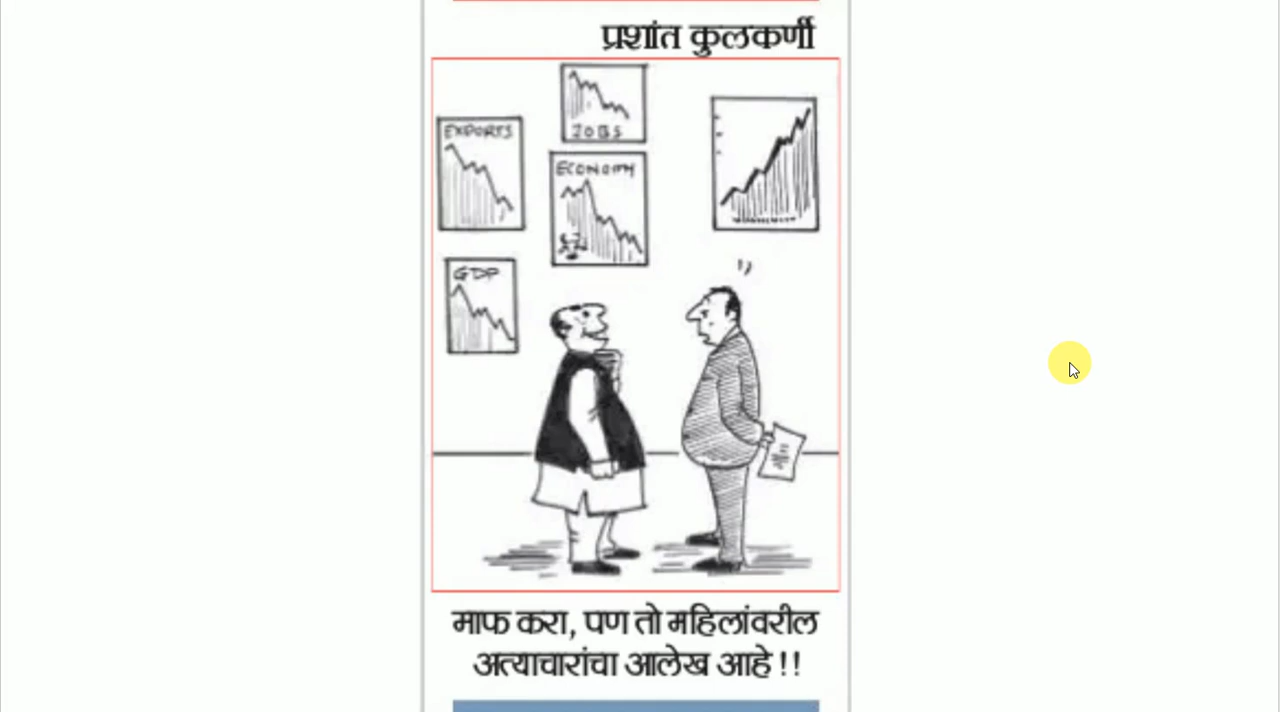 प्रशांत कुलकर्णी
JOBS
EXPORTS
ECONOMY
GDP
माफ करा, पण तो महिलांवरील
अत्याचारांचा आलेख आहे !!